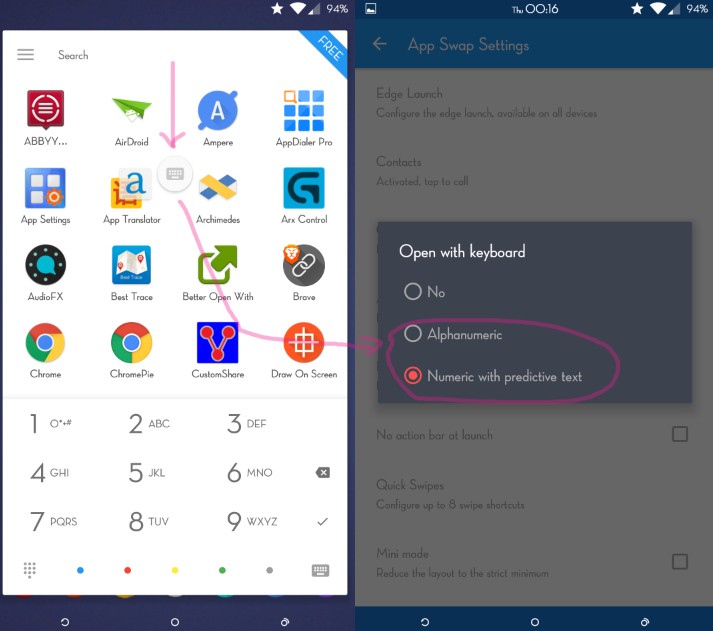 94%
FREE
Search
ABBYY...
AirDroid
Ampere
AppDialer Pro
App Settings
App Translator
Archimedes
Arx Control
AudioFX
Best Trace
Better Open With
Brave
Chrome
ChromePie
CustomShare
Draw On Screen
1 O*+#
2 ABC
3 DEF
4 GHI
5 JKL
6 MNO
7 PQRS
8 TUV
9 WXYZ
Thu 00:16
94%
App Swap Settings
Edge Launch
Configure the edge launch, available on all devices
Contacts
Activated, tap to call
Open with keyboard
No
Alphanumeric
Numeric with predictive text
No action bar at launch
Quick Swipes
Configure up to 8 swipe shortcuts
Mini mode
Reduce the layout to the strict minimum